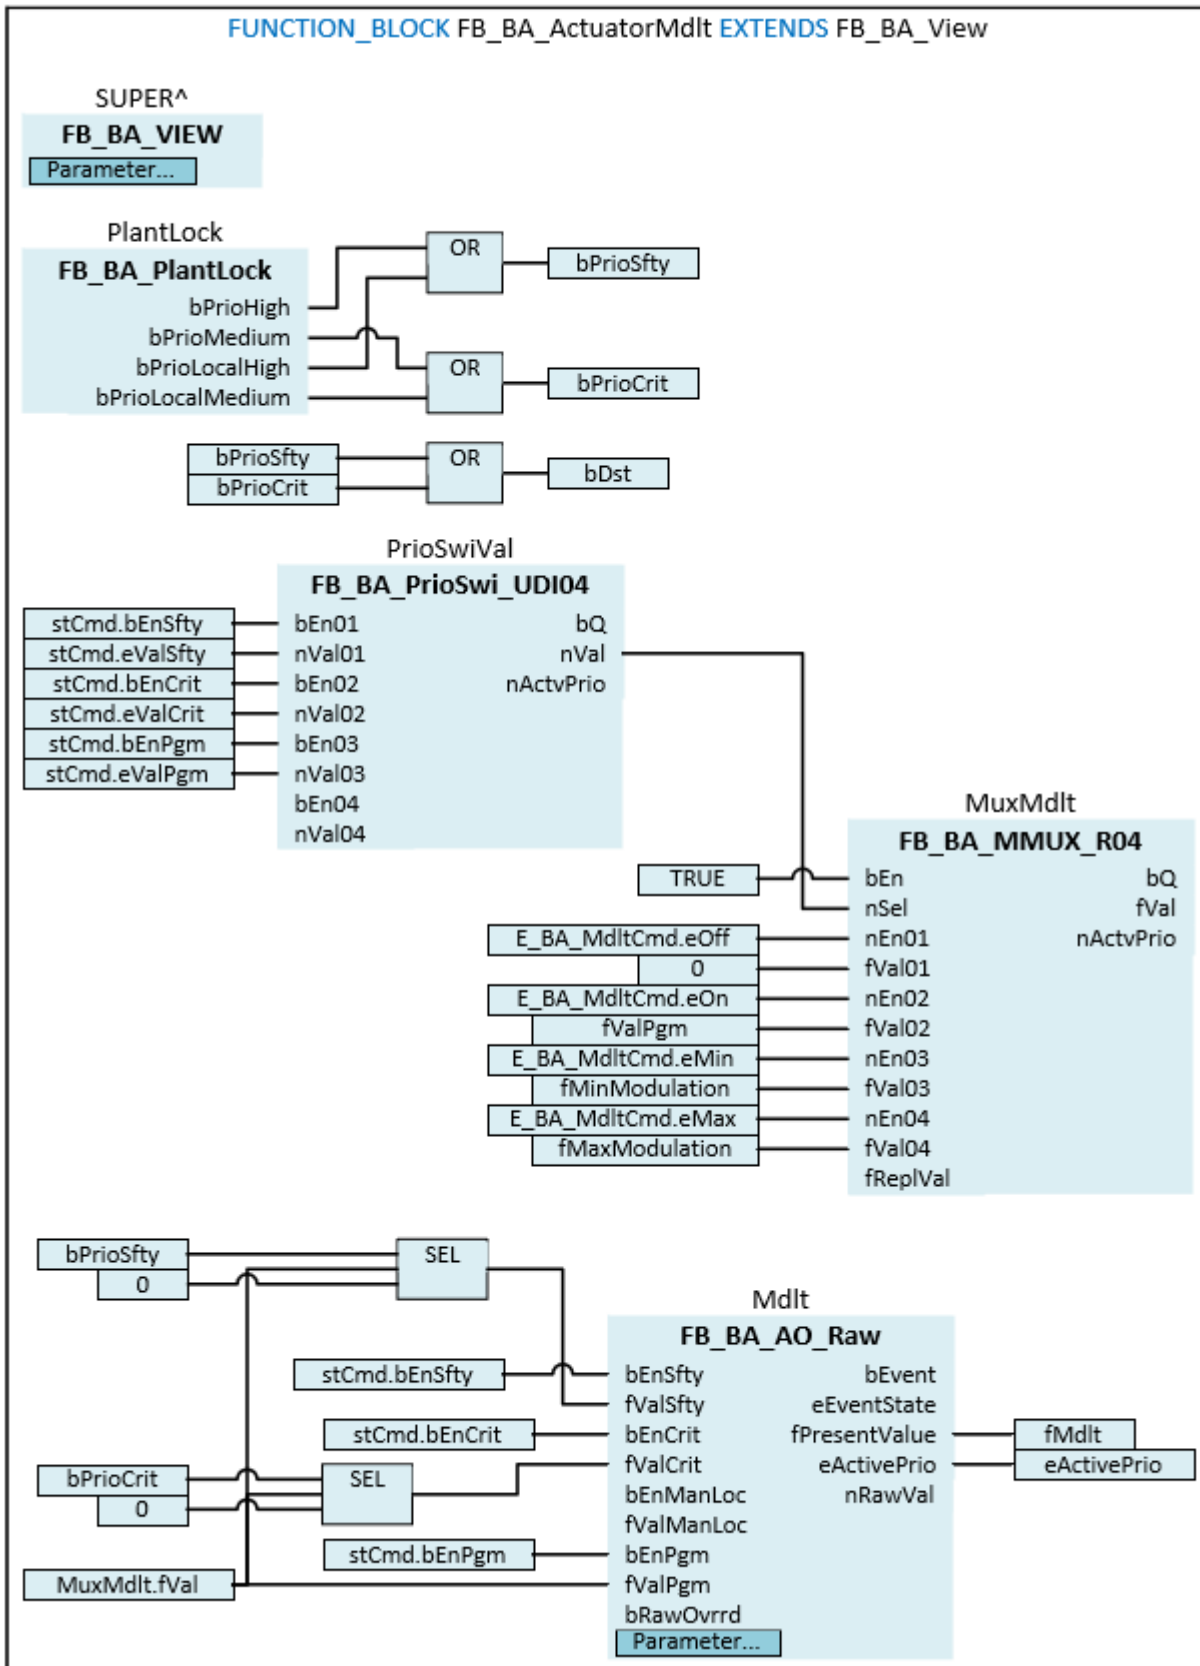 FUNCTION_BLOCK FB_BA_ActuatorMdlt EXTENDS FB_BA_View
SUPER^
FB_BA_VIEW
Parameter...
PlantLock
FB_BA_PlantLock
bPrioHigh
bPrioMedium
bPrioLocalHigh
bPrioLocalMedium
OR
bPrioSfty
OR
bPrioCrit
bPrioSfty
bPrioCrit
OR
bDst
PrioSwiVal
FB_BA_PrioSwi_UDI04
stCmd.bEnSfty
bEn01
bQ
stCmd.eValSfty
nVal01
nVal
stCmd.bEnCrit
bEn02
nActvPrio
stCmd.eValCrit
nVal02
stCmd.bEnPgm
bEn03
stCmd.eValPgm
nVal03
bEn04
nVal04
MuxMdlt
FB_BA_MMUX_R04
TRUE
bEn
bQ
nSel
fVal
E_BA_MdltCmd.eOff
nEn01
nActvPrio
0
fVal01
E_BA_MdltCmd.eOn
nEn02
fValPgm
fVal02
E_BA_MdltCmd.eMin
nEn03
fMinModulation
fVal03
E_BA_MdltCmd.eMax
nEn04
fMaxModulation
fVal04
fReplVal
bPrioSfty
0
SEL
Mdlt
FB_BA_AO_Raw
stCmd.bEnSfty
bEnSfty
bEvent
fValSfty
eEventState
stCmd.bEnCrit
bEnCrit
fPresentValue
fMdlt
bPrioCrit
0
SEL
fValCrit
eActivePrio
eActivePrio
bEnManLoc
nRawVal
fValManLoc
stCmd.bEnPgm
bEnPgm
MuxMdlt.fVal
fValPgm
bRawOvrrd
Parameter...